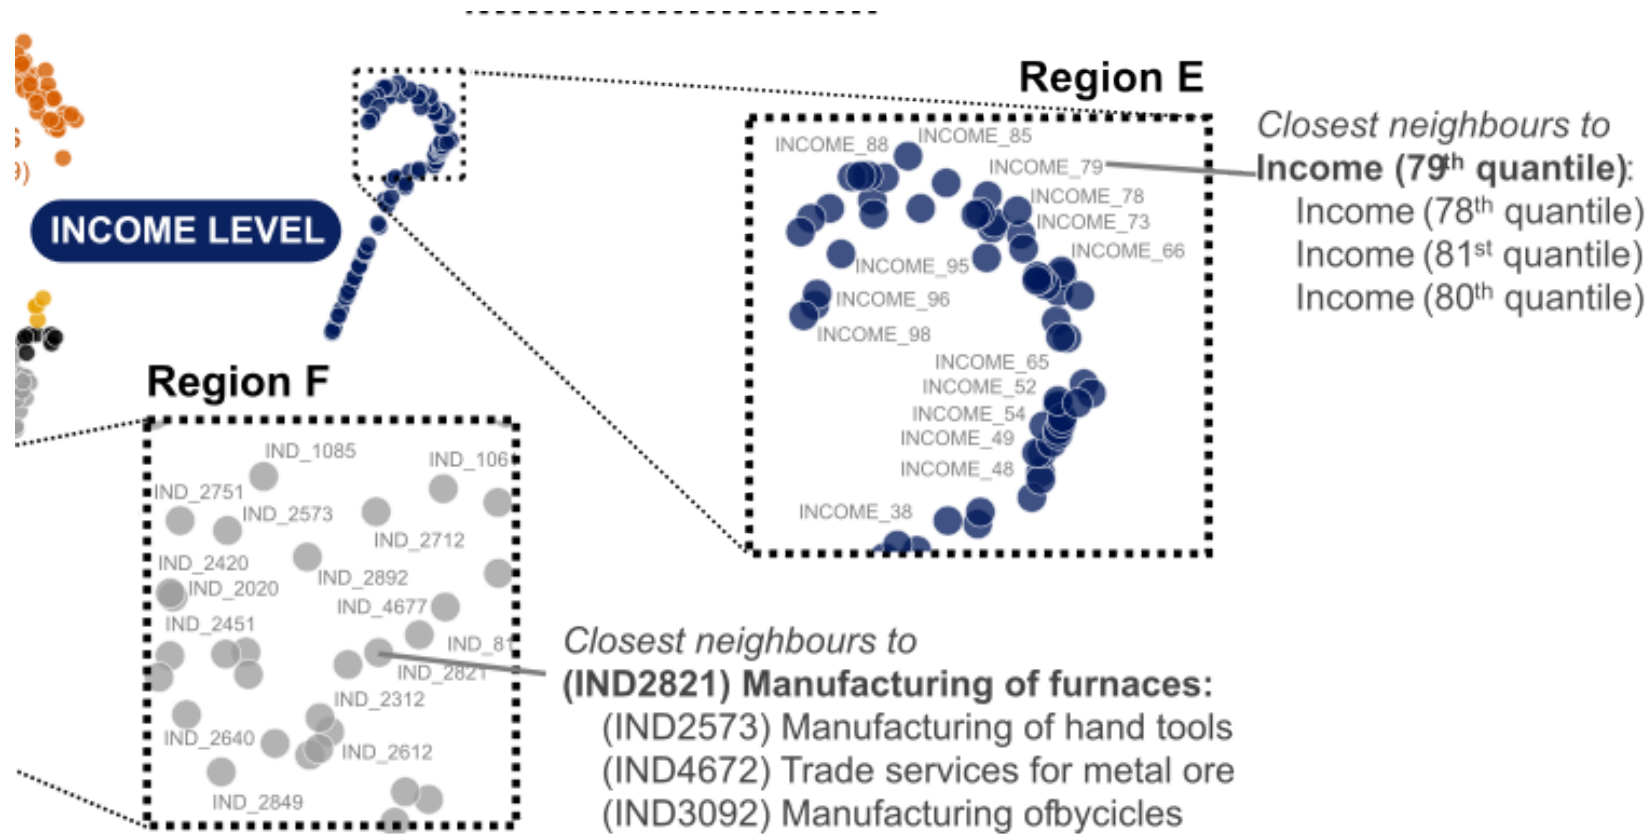 Region E
Closest neighbours to
Income (79th quantile):
Income (78th quantile)
Income (81st quantile)
Income (80th quantile)
INCOME_85
INCOME_88
INCOME_79
INCOME_78
INCOME_73
INCOME_66
INCOME_95
INCOME_96
INCOME_98
INCOME_65
INCOME_52
INCOME_54
INCOME_49
INCOME_48
INCOME_38
INCOME LEVEL
s
9)
Region F
IND_1085
IND_106
IND_2751
IND_2573
IND_2712
IND_2420
IND_2892
IND_2020
IND_4677
IND_2451
IND_81
IND_2821
IND_2312
IND_2640
IND_2612
IND_2849
Closest neighbours to
(IND2821) Manufacturing of furnaces:
(IND2573) Manufacturing of hand tools
(IND4672) Trade services for metal ore
(IND3092) Manufacturing ofbycicles